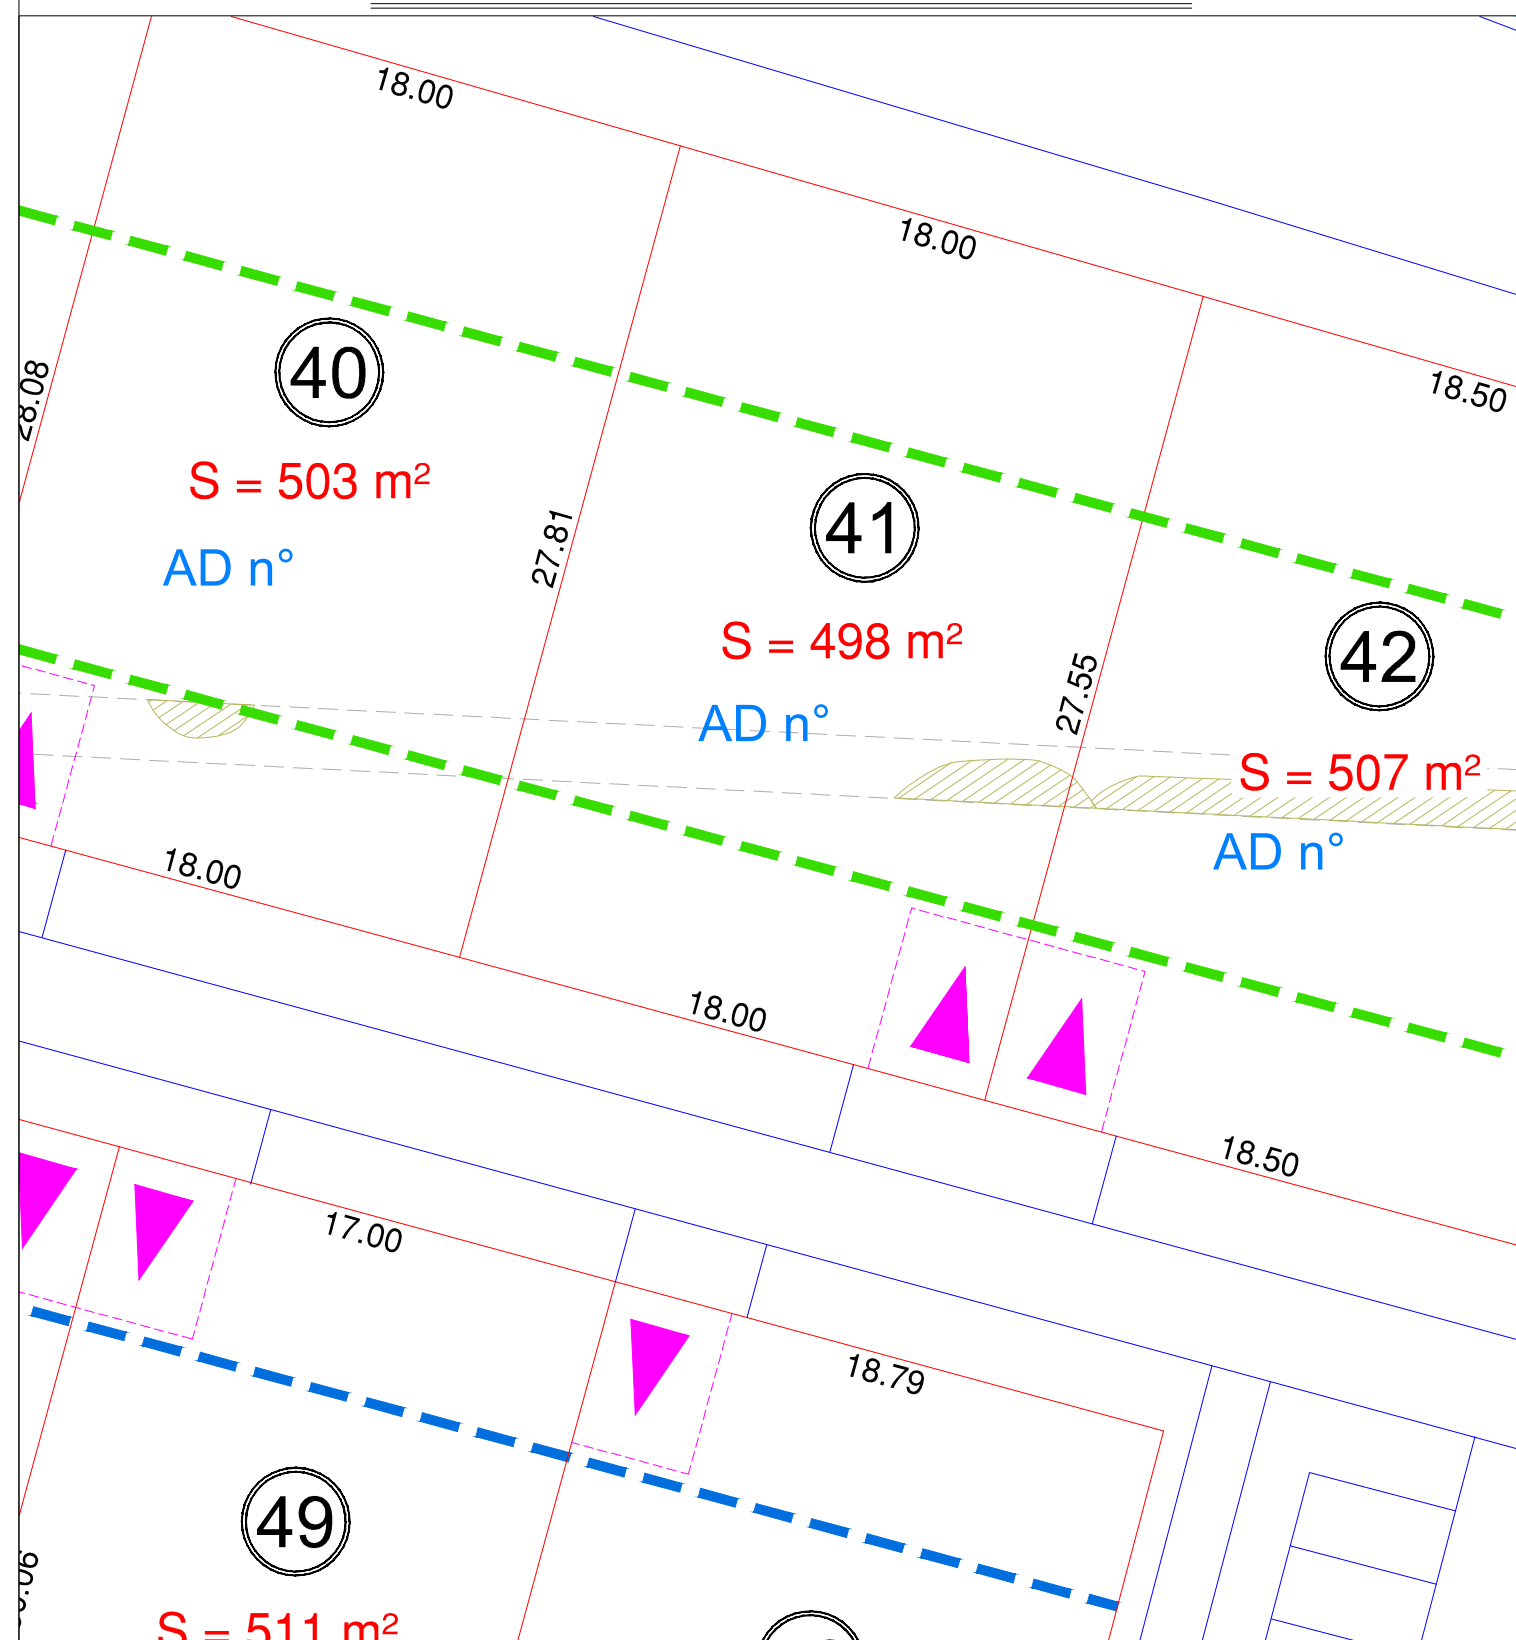 18.00
18.00
18.50
28.08
40
S = 503 m²
AD n°
27.81
41
S = 498 m²
AD n°
27.55
42
S = 507 m²
AD n°
18.00
18.00
18.50
17.00
18.79
49
S = 511 m²